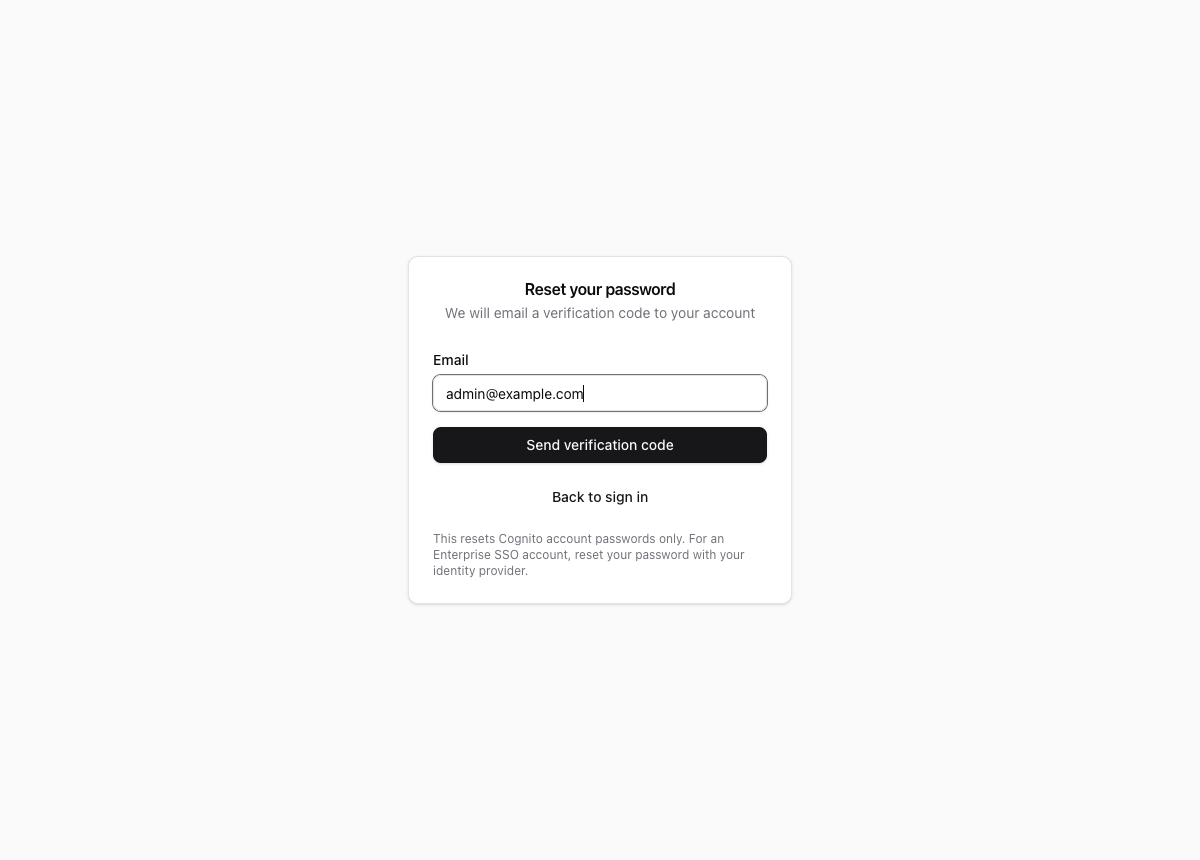 Reset your password
We will email a verification code to your account
Email
admin@example.com
Send verification code
Back to sign in
This resets Cognito account passwords only. For an
Enterprise SSO account, reset your password with your
identity provider.